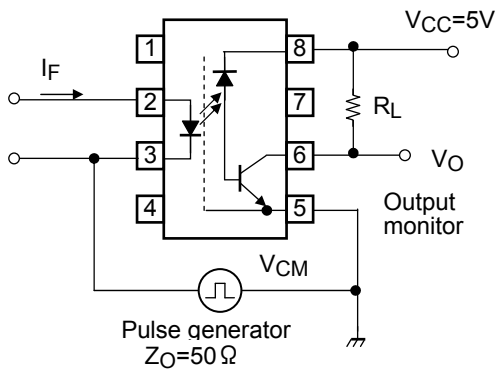 VCC=5V
IF
1
8
2
7
RL
3
6
VO
4
5
Output
monitor
VCM
Pulse generator
ZO=50Ω